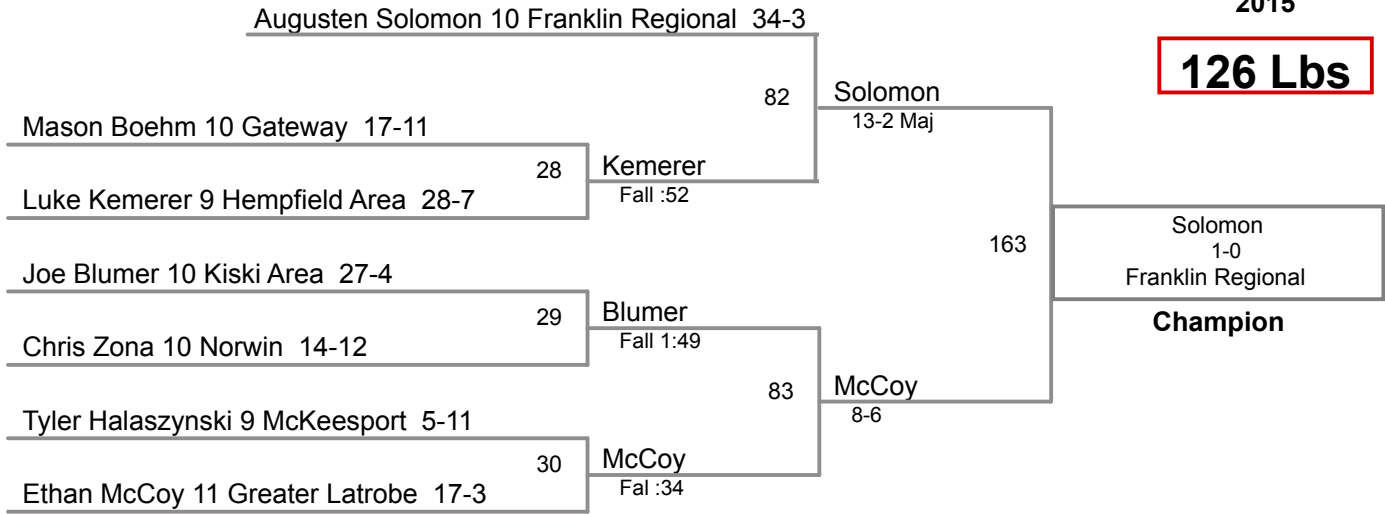 2015
Augusten Solomon 10 Franklin Regional 34-3
126 Lbs
82
Solomon
13-2 Maj
Mason Boehm 10 Gateway 17-11
28
Kemerer
Fall :52
Luke Kemerer 9 Hempfield Area 28-7
163
Solomon
1-0
Franklin Regional
Champion
Joe Blumer 10 Kiski Area 27-4
29
Blumer
Fall 1:49
Chris Zona 10 Norwin 14-12
83
McCoy
8-6
Tyler Halaszynski 9 McKeesport 5-11
30
McCoy
Fal :34
Ethan McCoy 11 Greater Latrobe 17-3